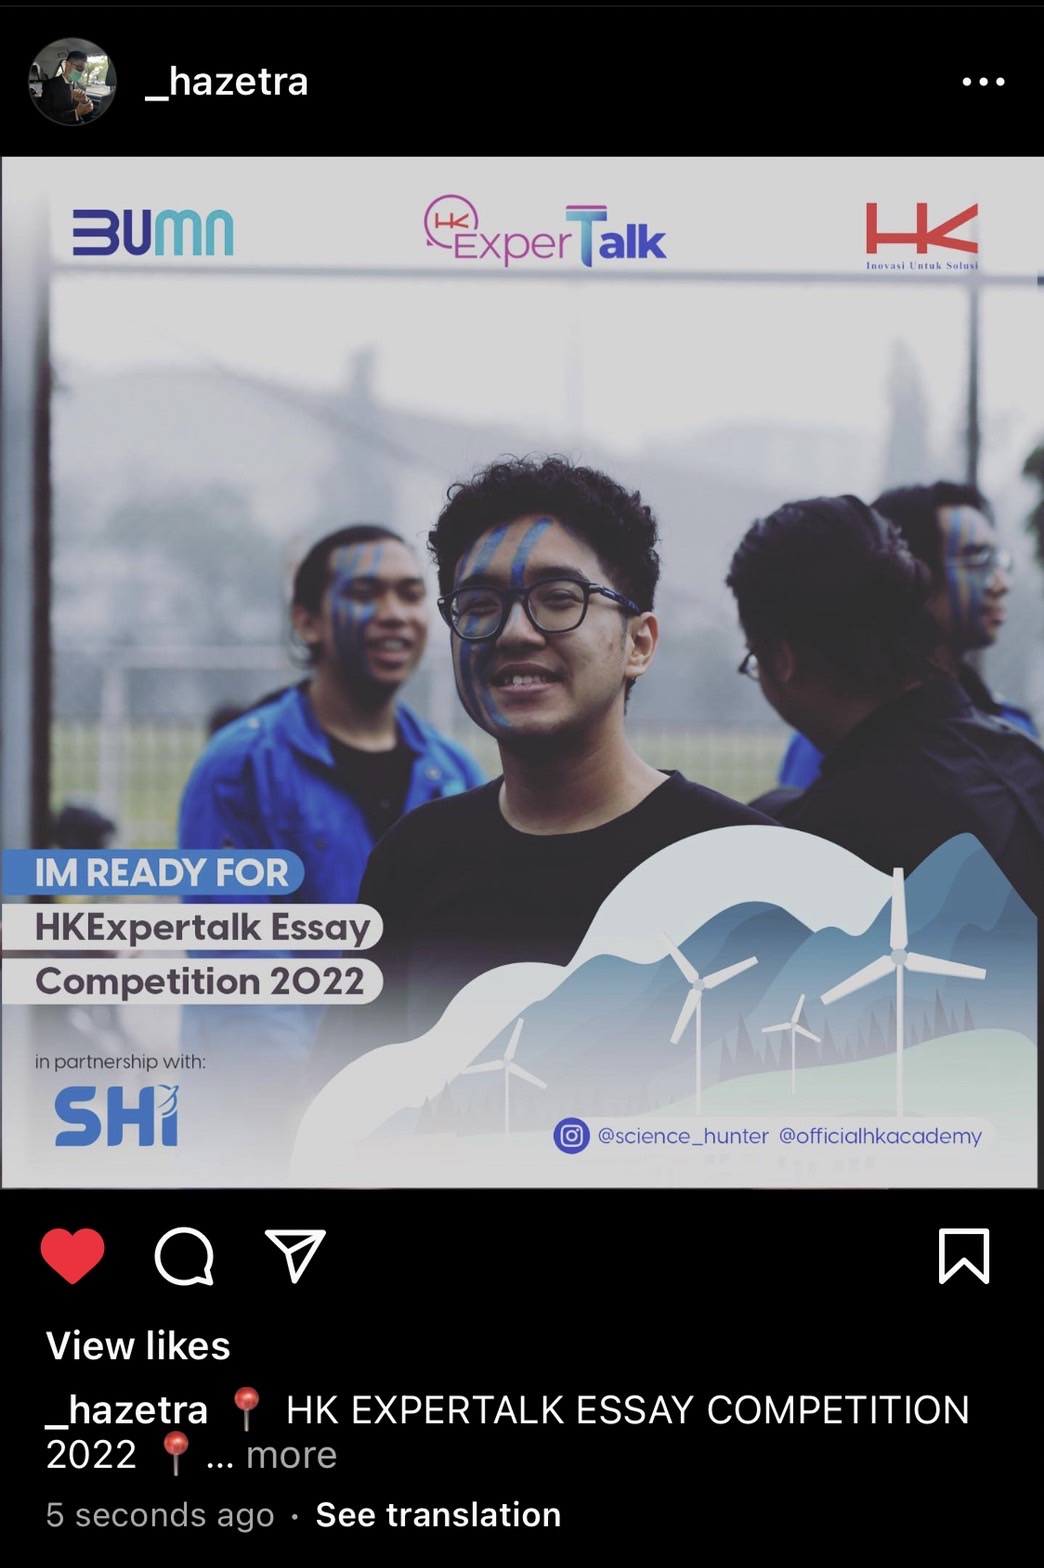 _hazetra
BUMN
HK ExperTalk
HK
Inovasi Untuk Solusi
IM READY FOR
HKExpertalk Essay
Competition 2022
in partnership with:
SHi
@science_hunter @officialhkacademy
View likes
_hazetra 📍 HK EXPERTALK ESSAY COMPETITION
2022 📍 ... more
5 seconds ago · See translation